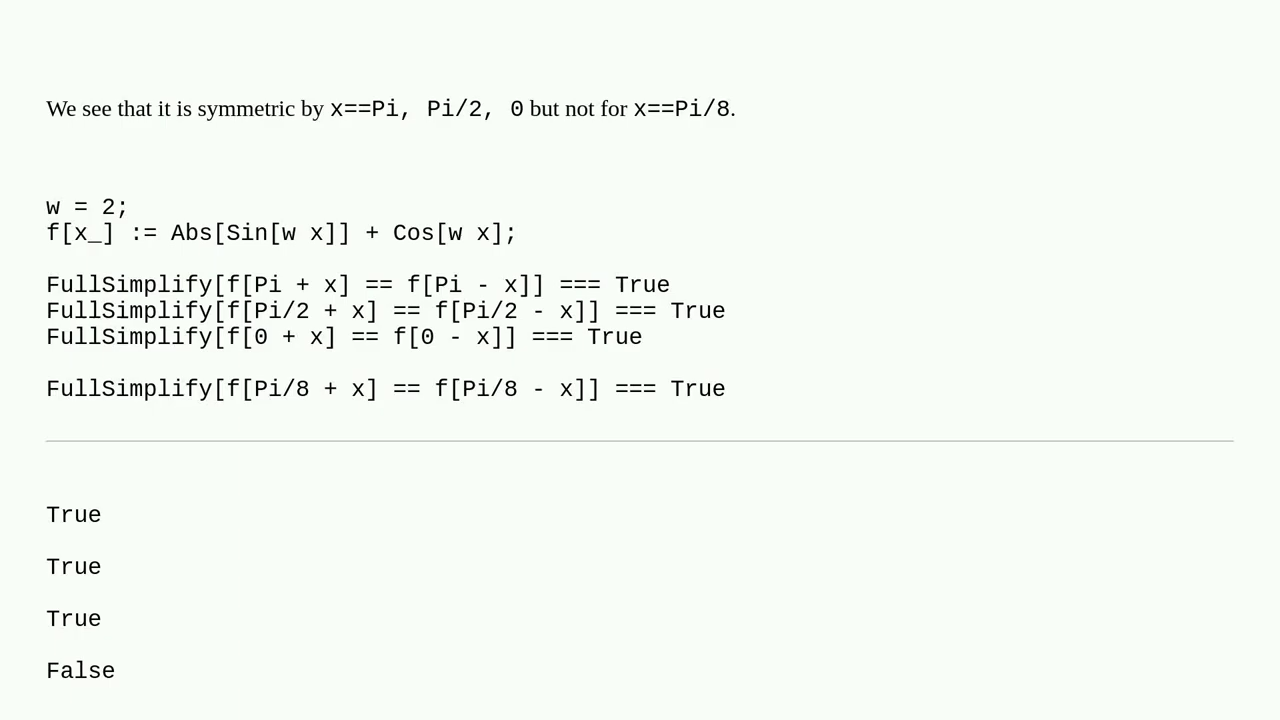 We see that it is symmetric by x==Pi, Pi/2, 0 but not for x==Pi/8.
w = 2;
f[x_] := Abs[Sin[w x]] + Cos[w x];
FullSimplify[f[Pi + x] == f[Pi - x]] === True
FullSimplify[f[Pi/2 + x] == f[Pi/2 - x]] === True
FullSimplify[f[0 + x] == f[0 - x]] === True
FullSimplify[f[Pi/8 + x] == f[Pi/8 - x]] === True
True
True
True
False